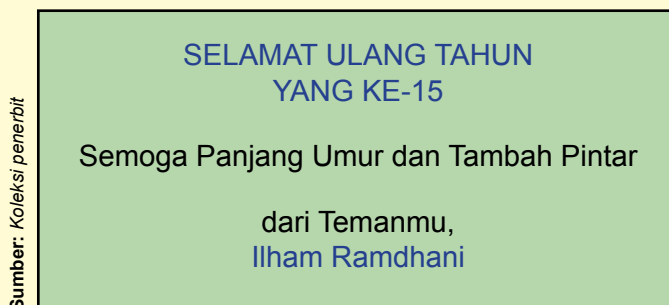 SELAMAT ULANG TAHUN
YANG KE-15
Semoga Panjang Umur dan Tambah Pintar
dari Temanmu,
Ilham Ramdhani
Sumber: Koleksi penerbit